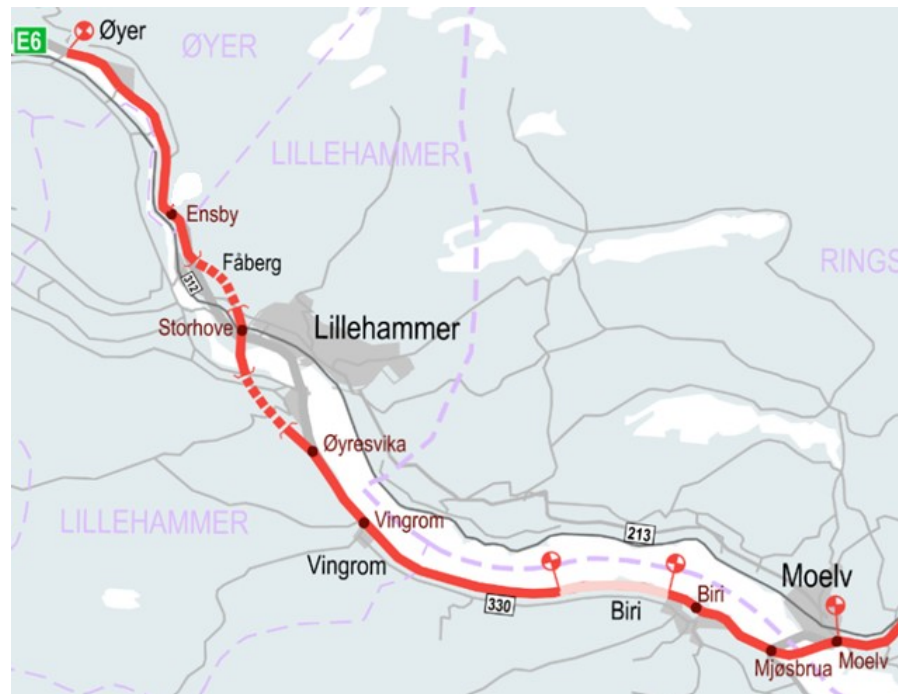 E6
Øyer
ØYER
LILLEHAMMER
Ensby
Fåberg
RINGS
312
Storhove
Lillehammer
Øyresvika
LILLEHAMMER
Vingrom
213
Vingrom
Moelv
330
Biri
Biri
Mjøsbrua
Moelv